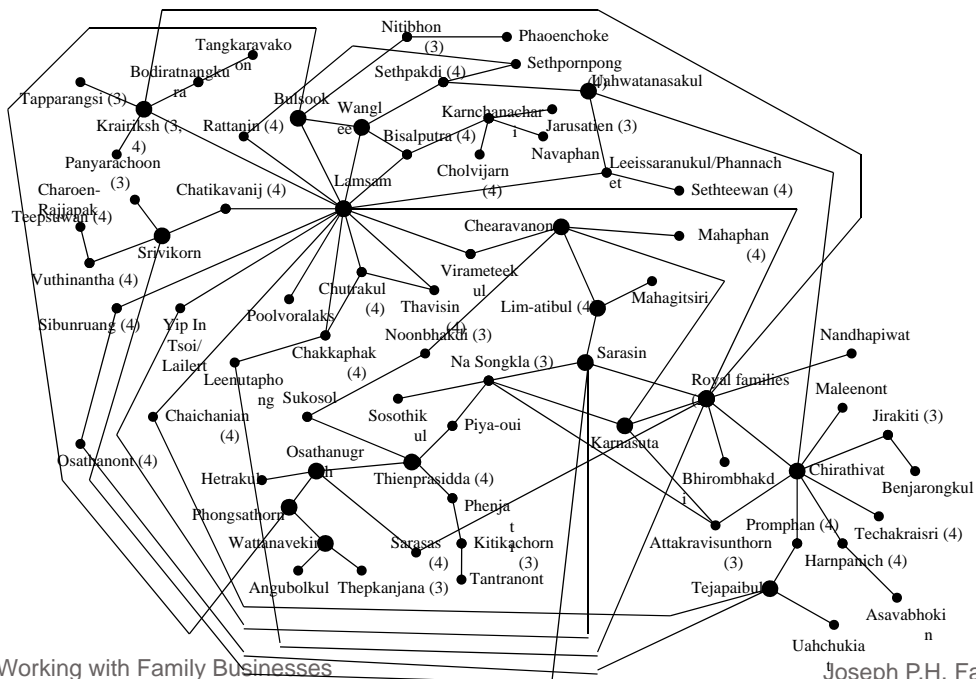 Nitibhon
(3)
Phaoenchoke
Tangkaravako
on
Bodiratnangku
ra
Sethpakdi (4)
Sethpornpong
(4)
Uahwatanasakul
Tapparangsi (3)
Krairiksh (3,
4)
Bulsook
Wangl
ee
Rattanin (4)
Bisalputra (4)
Karnchanachar
i
Jarusatien (3)
Navaphan
Panyarachoon
(3)
Cholvijarn
(4)
Leeissaranukul/Phannach
et
Sethteewan (4)
Charoen-
Rajjapak
Teepsuwan (4)
Chatikavanij (4)
Lamsam
Srivikorn
Chearavanon
Mahaphan
(4)
Vuthinantha (4)
Virameteek
ul
Chutrakul
(4)
Thavisin
(4)
Lim-atibul (4
Mahagitsiri
Sibunruang (4)
Yip In
Tsoi/
Lailert
Poolvoralaks
Chakkaphak
(4)
Noonbhakdi (3)
Na Songkla (3)
Sarasin
Nandhapiwat
Leenutapho
ng
Royal families
(
Maleenont
Sukosol
Sosothik
ul
Piya-oui
Karnasuta
Jirakiti (3)
Chaichanian
(4)
Osathanont (4)
Osathanugr
h
Hetrakul
Thienprasidda (4)
Bhirombhakd
i
Chirathivat
Benjarongkul
Phenjat
i
Phongsathorn
Promphan (4)
Techakraisri (4)
Wattanavekin
Sarasas
(4)
Kitikachorn
(3)
Attakravisunthorn
(3)
Harnpanich (4)
Angubolkul
Thepkanjana (3)
Tantranont
Tejapaibul
Asavabhoki
n
Uahchukia
t
Working with Family Businesses
Joseph P.H. Fa